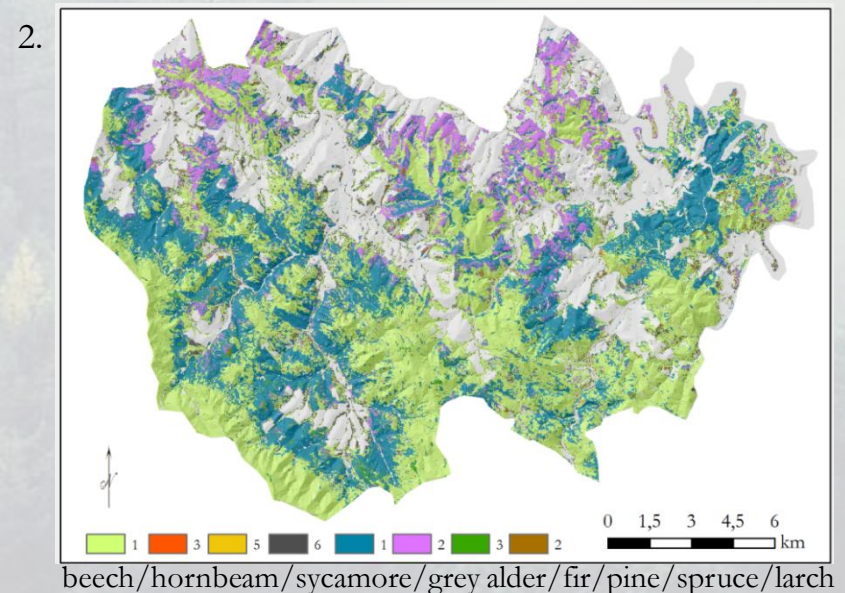 2.
N
0 1,5 3 4,5 6
km
1 3 5 6 1 2 3 2
beech/hornbeam/sycamore/grey alder/fir/pine/spruce/larch